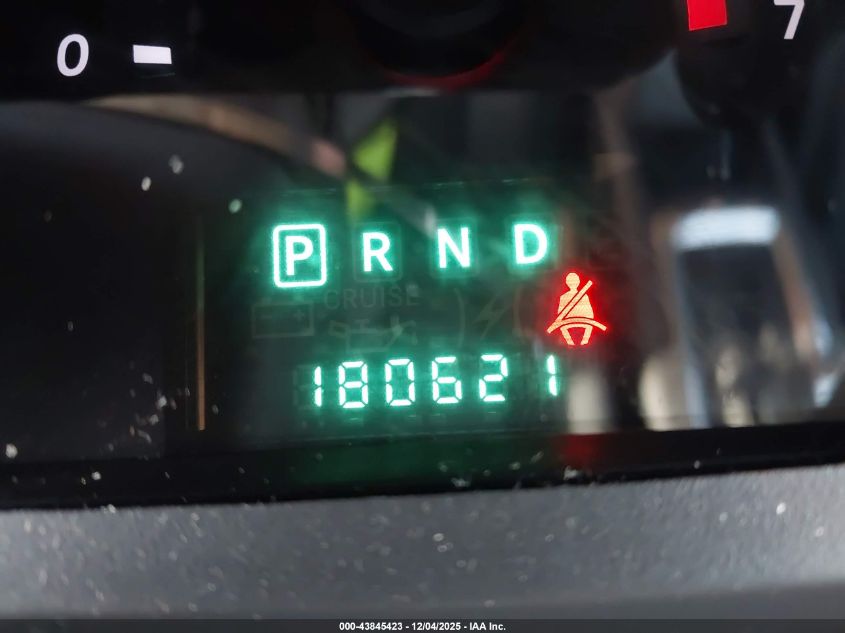 0 7
P R N D
CRUISE
180621
000-43845423 - 12/04/2025 - IAA Inc.